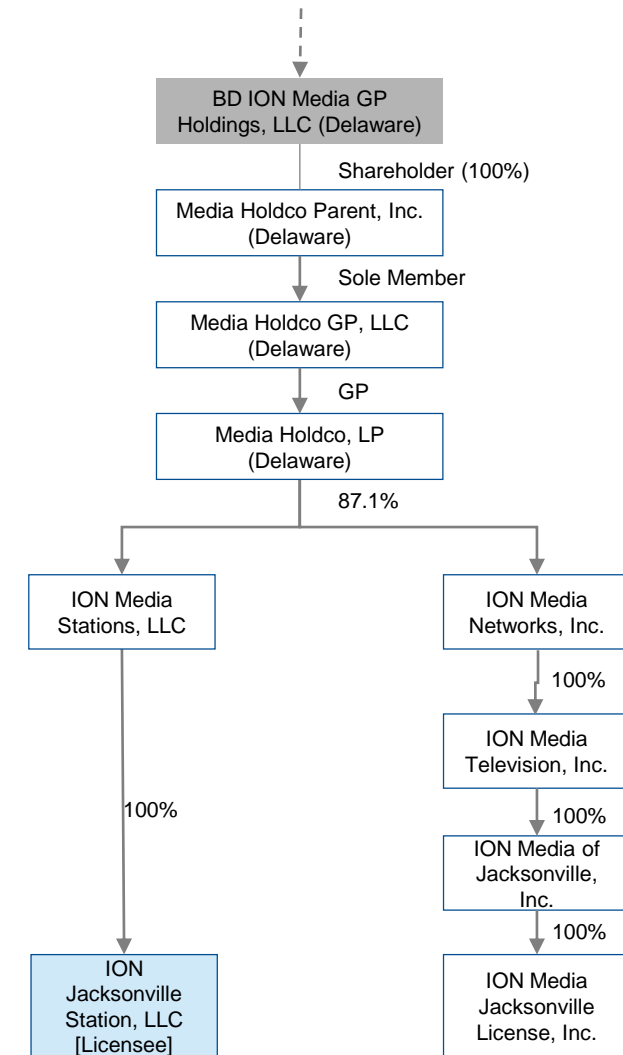 BD ION Media GP
Holdings, LLC (Delaware)
Shareholder (100%)
Media Holdco Parent, Inc.
(Delaware)
Sole Member
Media Holdco GP, LLC
(Delaware)
GP
Media Holdco, LP
(Delaware)
87.1%
ION Media
Stations, LLC
ION Media
Networks, Inc.
100%
ION Media
Television, Inc.
100%
100%
ION Media of
Jacksonville,
Inc.
100%
ION
Jacksonville
Station, LLC
[Licensee]
ION Media
Jacksonville
License, Inc.